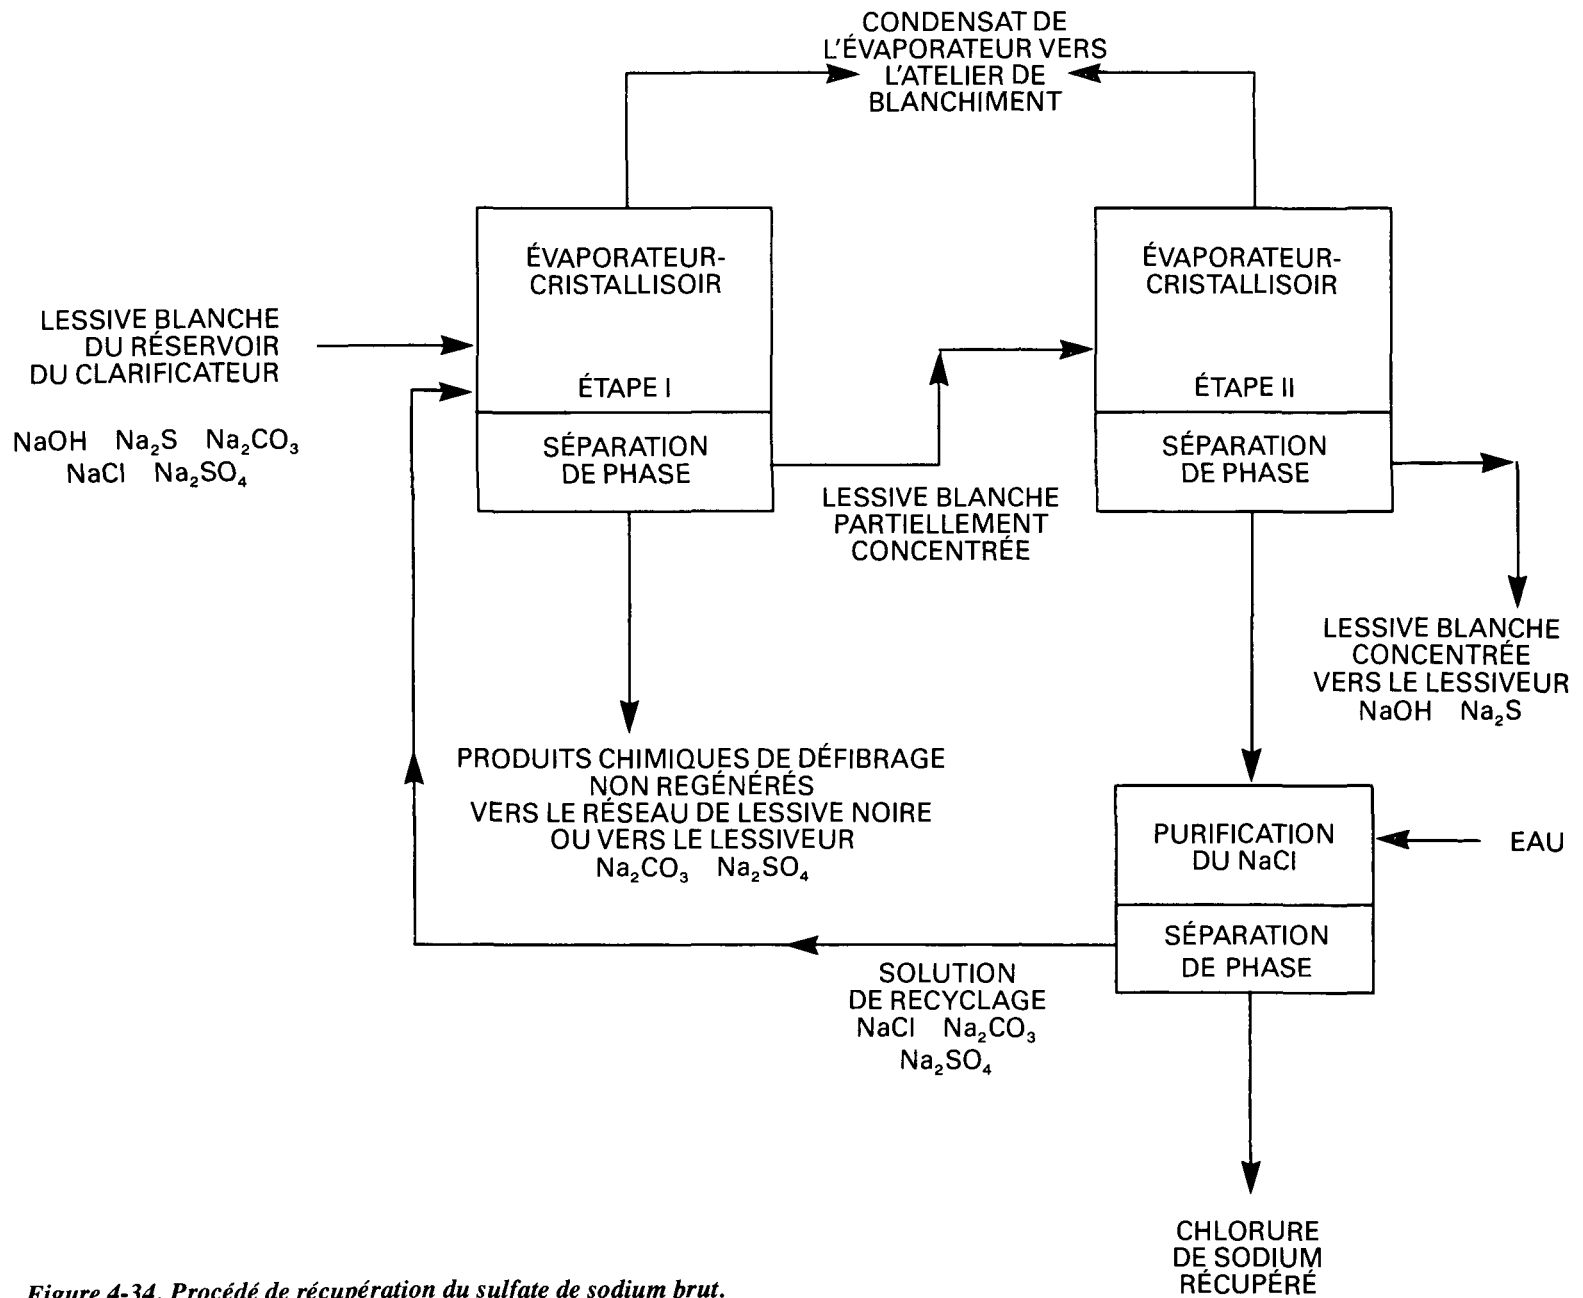 CONDENSAT DE
L'ÉVAPORATEUR VERS
L'ATELIER DE
BLANCHIMENT
ÉVAPORATEUR-
CRISTALLISOIR
ÉTAPE I
SÉPARATION
DE PHASE
ÉVAPORATEUR-
CRISTALLISOIR
ÉTAPE II
SÉPARATION
DE PHASE
LESSIVE BLANCHE
DU RÉSERVOIR
DU CLARIFICATEUR
NaOH Na₂S Na₂CO₃
NaCl Na₂SO₄
LESSIVE BLANCHE
PARTIELLEMENT
CONCENTRÉE
LESSIVE BLANCHE
CONCENTRÉE
VERS LE LESSIVEUR
NaOH Na₂S
PRODUITS CHIMIQUES DE DÉFIBRAGE
NON REGÉNÉRÉS
VERS LE RÉSEAU DE LESSIVE NOIRE
OU VERS LE LESSIVEUR
Na₂CO₃ Na₂SO₄
PURIFICATION
DU NaCl
EAU
SÉPARATION
DE PHASE
SOLUTION
DE RECYCLAGE
NaCl Na₂CO₃
Na₂SO₄
CHLORURE
DE SODIUM
RÉCUPÉRÉ
Figure 4-34. Procédé de récupération du sulfate de sodium brut.